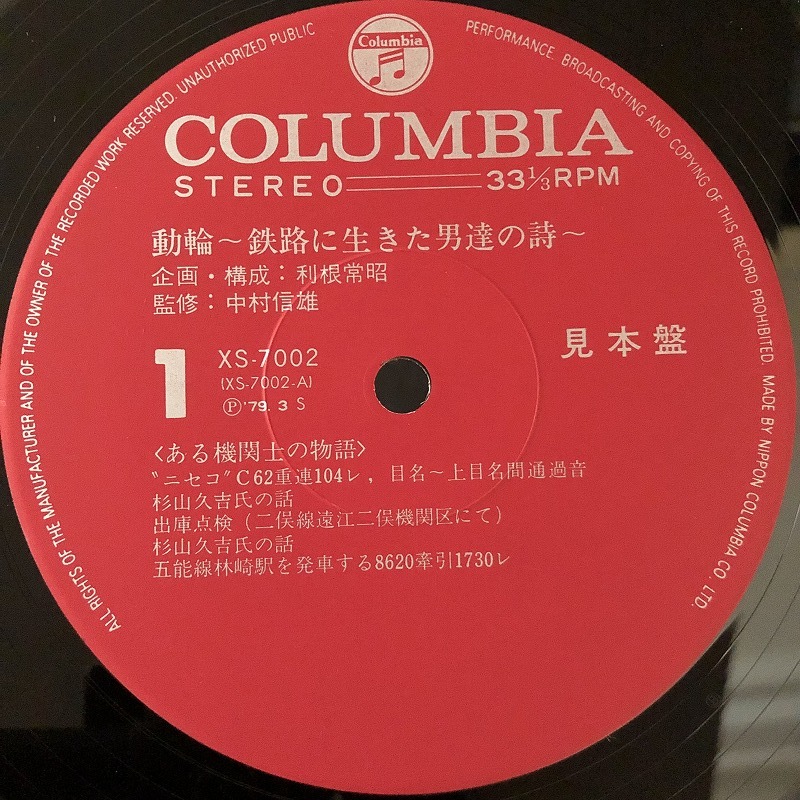 ALL RIGHTS OF THE MANUFACTURER AND OF THE OWNER OF THE RECORDED WORK RESERVED. UNAUTHORIZED PUBLIC PERFORMANCE. BROADCASTING AND COPYING OF THIS RECORD PROHIBITED. MADE BY NIPPON COLUMBIA CO. LTD.
Columbia
COLUMBIA
STEREO 33⅓RPM
動輪～鉄路に生きた男達の詩～
企画・構成：利根常昭
監修：中村信雄
見本盤
1
XS-7002
(XS-7002-A)
Ⓟ'79. 3 S
〈ある機関士の物語〉
"ニセコ"C62重連104レ，目名～上目名間通過音
杉山久吉氏の話
出庫点検（二俣線遠江二俣機関区にて）
杉山久吉氏の話
五能線林崎駅を発車する8620牽引1730レ